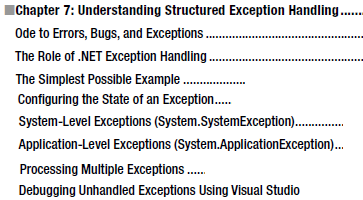 ■Chapter 7: Understanding Structured Exception Handling.......
Ode to Errors, Bugs, and Exceptions ................................................
The Role of .NET Exception Handling ...............................................
The Simplest Possible Example ...................
Configuring the State of an Exception.....
System-Level Exceptions (System.SystemException)...............
Application-Level Exceptions (System.ApplicationException)...
Processing Multiple Exceptions ......
Debugging Unhandled Exceptions Using Visual Studio